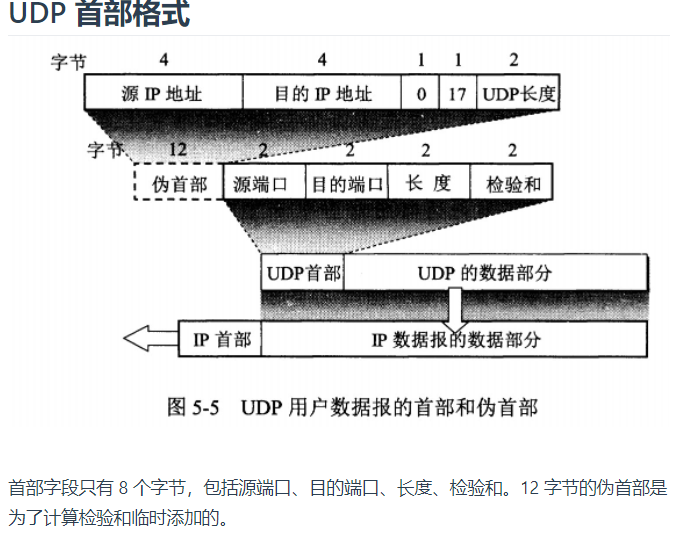 UDP 首部格式
字节 4 4 1 1 2
源 IP 地址 目的 IP 地址 0 17 UDP长度
字节 12 2 2 2 2
伪首部 源端口 目的端口 长 度 检验和
UDP首部 UDP 的数据部分
IP 首部 IP 数据报的数据部分
图 5-5 UDP 用户数据报的首部和伪首部
首部字段只有 8 个字节，包括源端口、目的端口、长度、检验和。12 字节的伪首部是
为了计算检验和临时添加的。